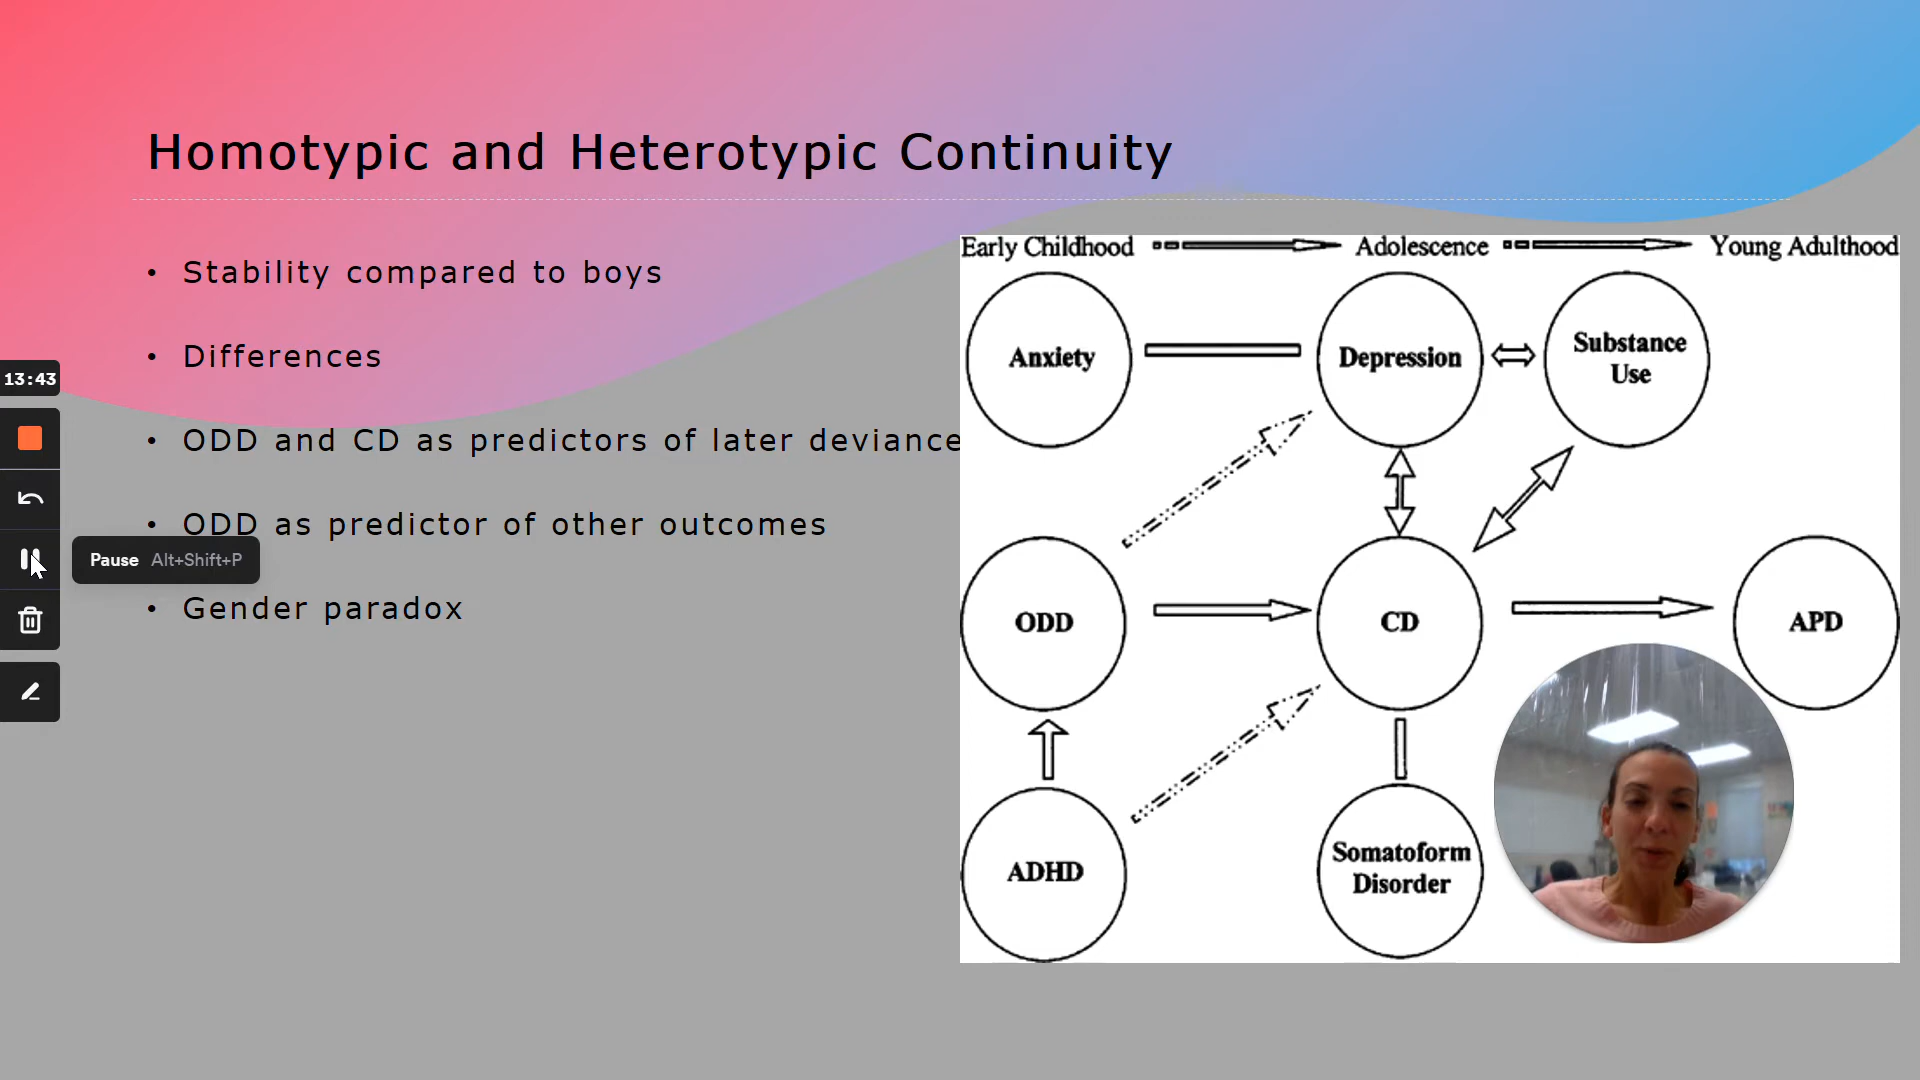 Homotypic and Heterotypic Continuity
• Stability compared to boys
• Differences
• ODD and CD as predictors of later deviance
• ODD as predictor of other outcomes
• Gender paradox
13:43
Pause Alt+Shift+P
Early Childhood Adolescence Young Adulthood
Anxiety
Depression
Substance
Use
ODD
CD
APD
ADHD
Somatoform
Disorder